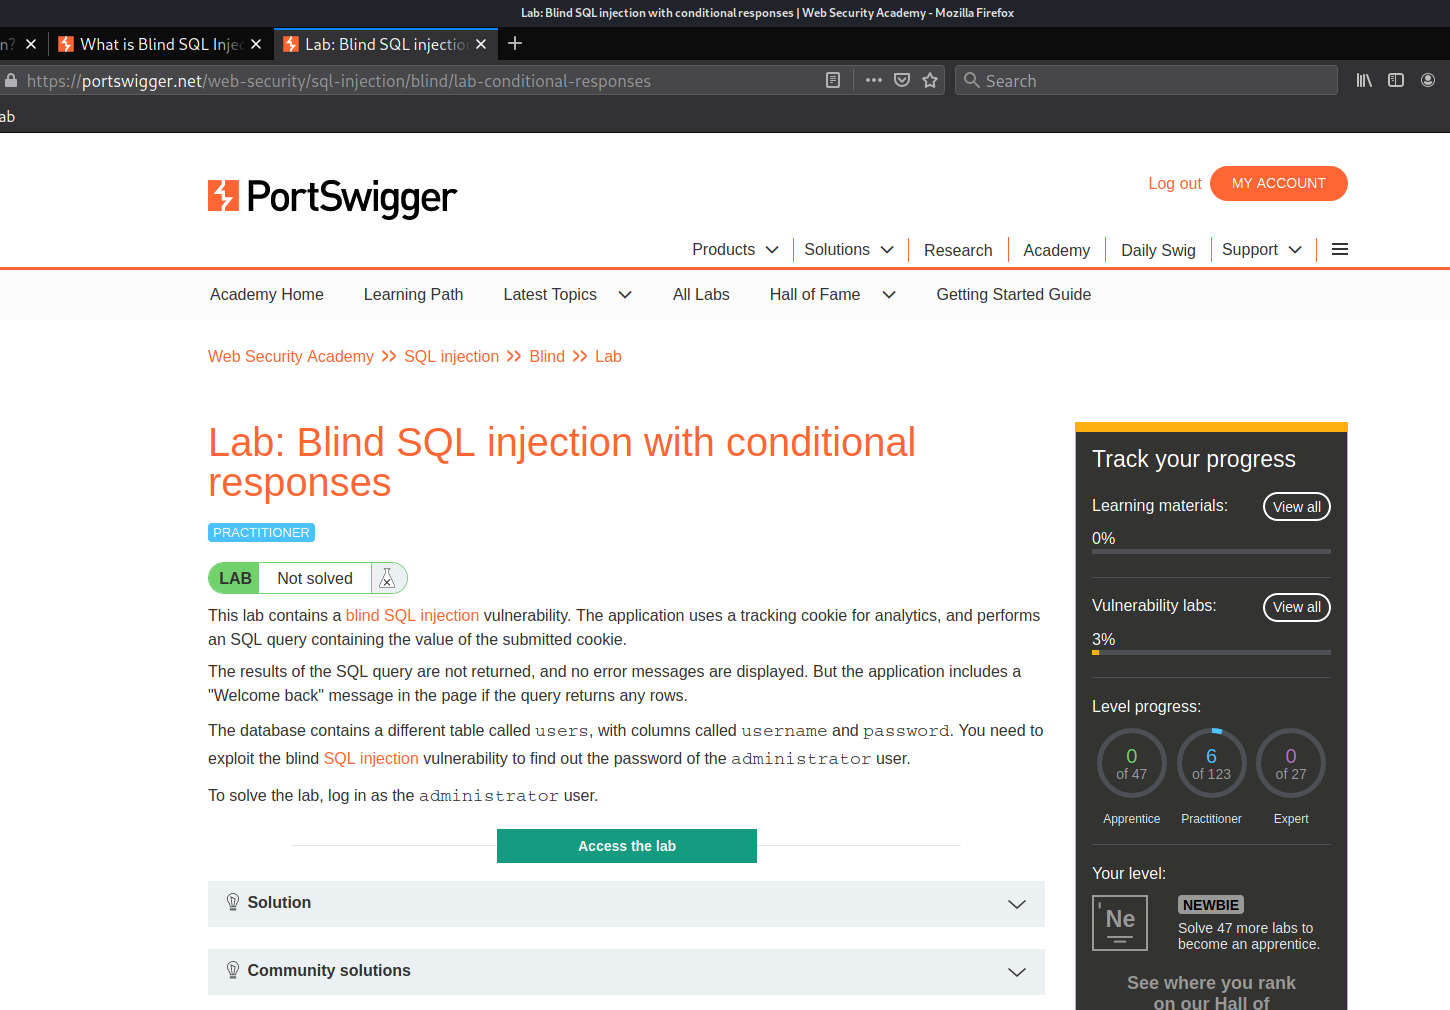 Lab: Blind SQL injection with conditional responses | Web Security Academy - Mozilla Firefox
n? What is Blind SQL Injec Lab: Blind SQL injectio
https://portswigger.net/web-security/sql-injection/blind/lab-conditional-responses Search
ab
PortSwigger
Log out MY ACCOUNT
Products Solutions Research Academy Daily Swig Support
Academy Home Learning Path Latest Topics All Labs Hall of Fame Getting Started Guide
Web Security Academy >> SQL injection >> Blind >> Lab
Lab: Blind SQL injection with conditional
responses
PRACTITIONER
LAB Not solved
This lab contains a blind SQL injection vulnerability. The application uses a tracking cookie for analytics, and performs
an SQL query containing the value of the submitted cookie.
The results of the SQL query are not returned, and no error messages are displayed. But the application includes a
"Welcome back" message in the page if the query returns any rows.
The database contains a different table called users, with columns called username and password. You need to
exploit the blind SQL injection vulnerability to find out the password of the administrator user.
To solve the lab, log in as the administrator user.
Access the lab
Solution
Community solutions
Track your progress
Learning materials: View all
0%
Vulnerability labs: View all
3%
Level progress:
0 6 0
of 47 of 123 of 27
Apprentice Practitioner Expert
Your level:
Ne
NEWBIE
Solve 47 more labs to
become an apprentice.
See where you rank
on our Hall of